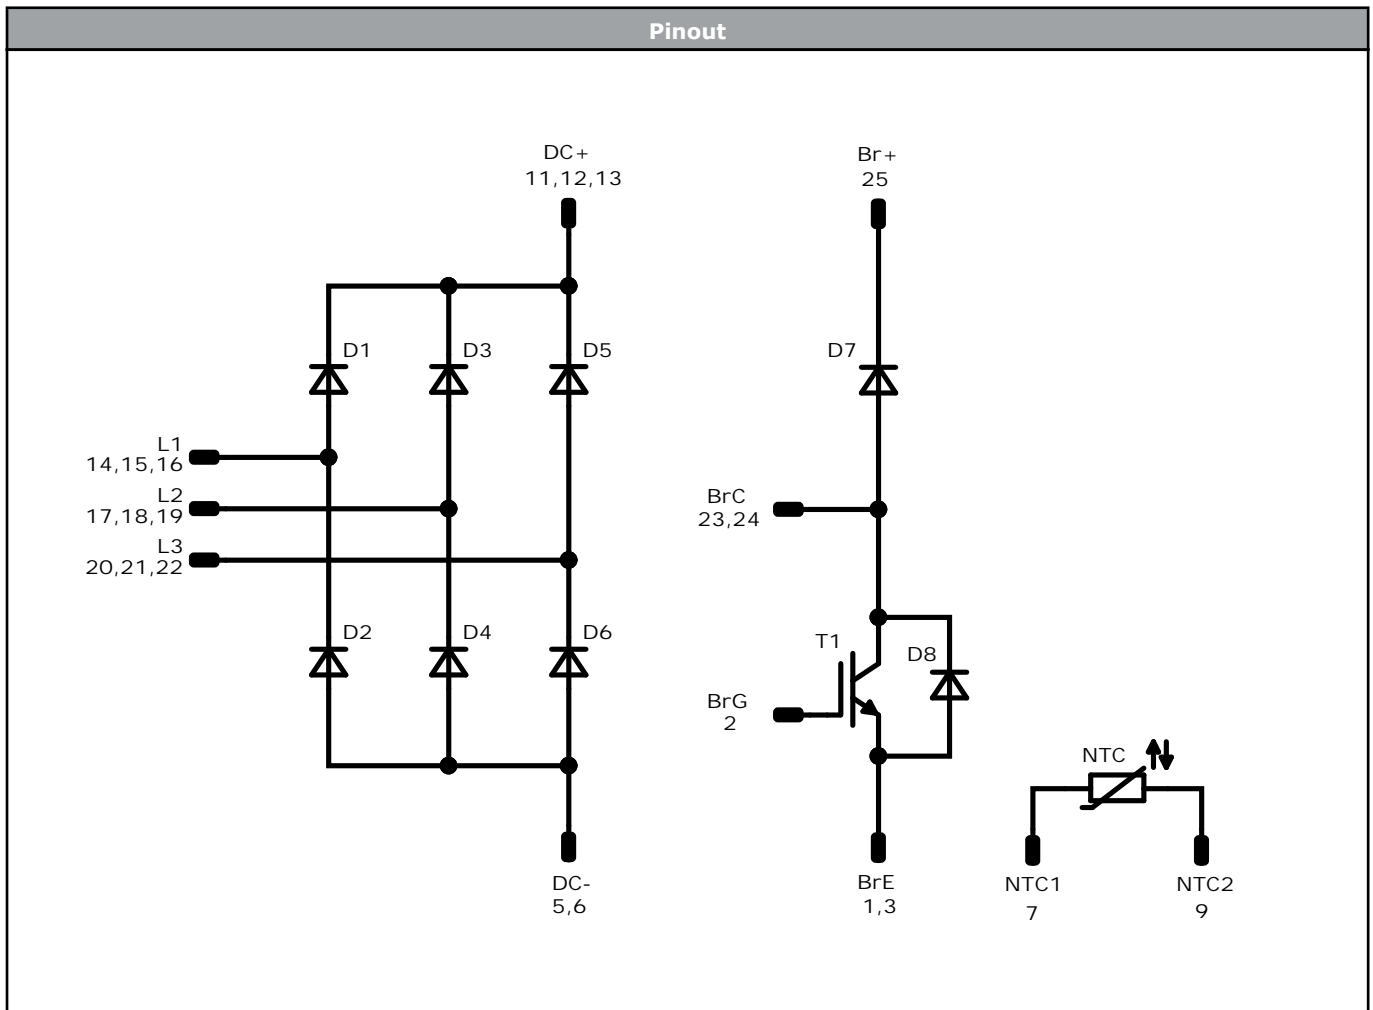 Pinout
DC+
11,12,13
Br+
25
D1
D3
D5
D7
L1
14,15,16
L2
17,18,19
L3
20,21,22
BrC
23,24
D2
D4
D6
T1
D8
BrG
2
NTC
DC-
5,6
BrE
1,3
NTC1
7
NTC2
9